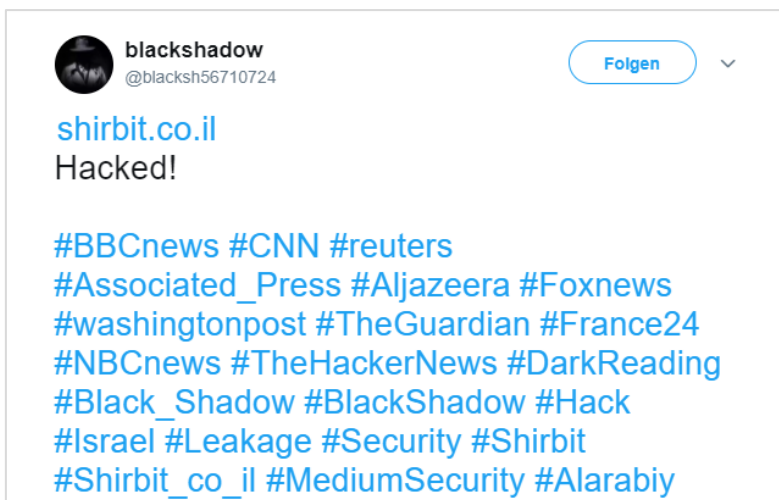 blackshadow
@blacksh56710724
Folgen
shirbit.co.il
Hacked!
#BBCnews #CNN #reuters
#Associated_Press #Aljazeera #Foxnews
#washingtonpost #TheGuardian #France24
#NBCnews #TheHackerNews #DarkReading
#Black_Shadow #BlackShadow #Hack
#Israel #Leakage #Security #Shirbit
#Shirbit_co_il #MediumSecurity #Alarabiy